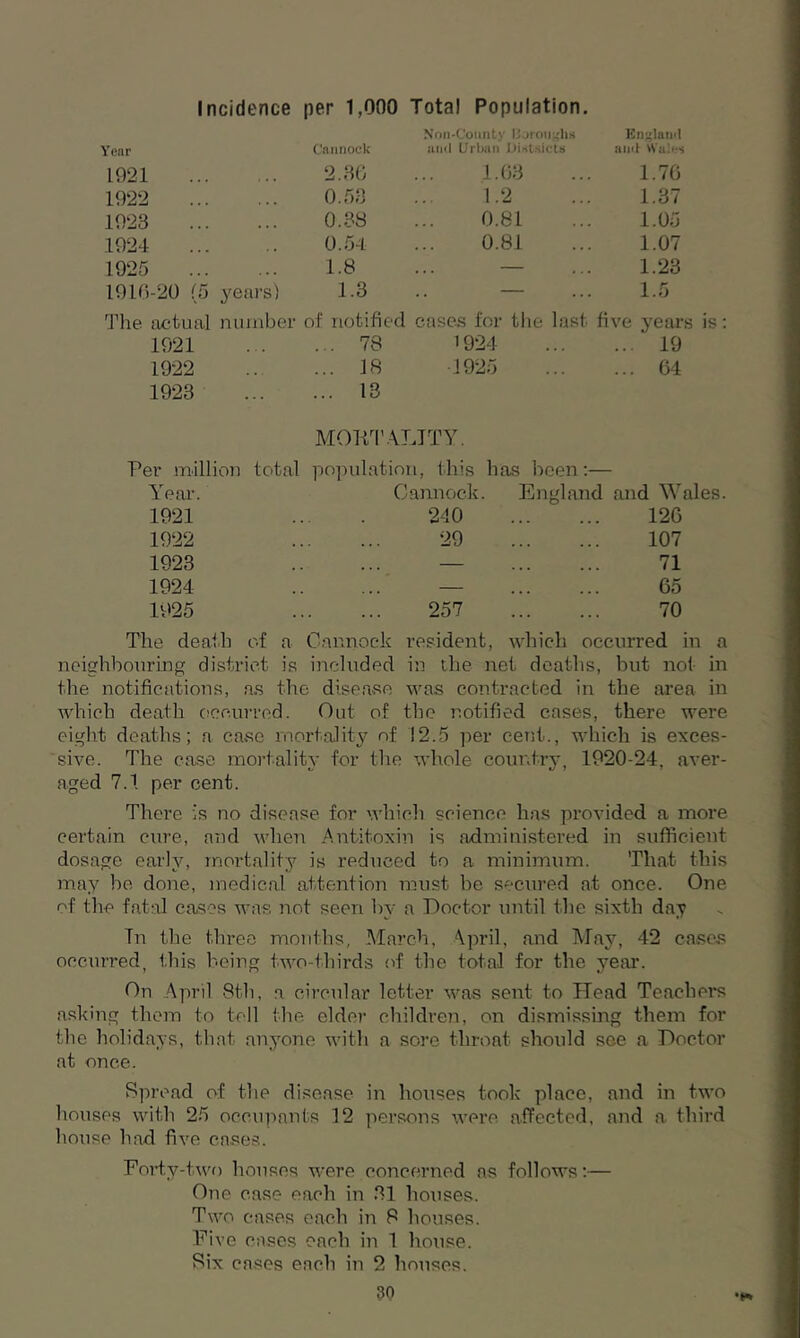 Incidence per 1,000 Total Population.
Year Cannock Non-County Boroughs and Urban Distsicts England and Wales
1921 ... ... 2.36 ... 1.63 ... 1.76
1922 ... ... 0.53 ... 1.2 ... 1.37
1923 ... ... 0.38 ... 0.81 ... 1.05
1924 ... .. 0.54 ... 0.81 ... 1.07
1925 ... ... 1.8 ... — ... 1.23
1916-20 (5 years) 1.3 .. — ... 1.5
The actual number of notified cases for the last five years is:
1921 ... ... 78 1924 ... ... 19
1922 ... ... 18 1925 ... ... 64
1923 ... ... 13
MORTALITY.
Per million total population, this has been:—
Year. Cannock. England and Wales.
1921 ... . 240 ... ... 126
1922 ... ... 29 ... ... 107
1923 .. ... — ... ... 71
1924 .. ... — ... ... 65
1925 ... ... 257 ... ... 70
The death of a Cannock resident, which occurred in a
neighbouring district is included in the net deaths, but not in
the notifications, as the disease was contracted in the area in
which death occurred. Out of the notified cases, there were
eight deaths; a case mortality of 12.5 per cent., which is exces-
sive. The case mortality for the whole country, 1920-24, aver-
aged 7.1 per cent.
There is no disease for which science has provided a more
certain cure, and when Antitoxin is administered in sufficient
dosage early, mortality is reduced to a minimum. That this
may be done, medical attention must be secured at once. One
of the fatal cases was not seen by a Doctor until the sixth day
In the three months, March, April, and May, 42 cases
occurred, this being two-thirds of the total for the year.
On April 8th, a circular letter was sent to Head Teachers
asking them to tell the elder children, on dismissing them for
the holidays, that anyone with a sore throat should see a Doctor
at once.
Spread of the disease in houses took place, and in two
houses with 25 occupants 12 persons were affected, and a third
house had five cases.
Forty-two houses were concerned as follows:—
One case each in 31 houses.
Two cases each in 8 houses.
Five cases each in 1 house.
Six cases each in 2 houses.
30